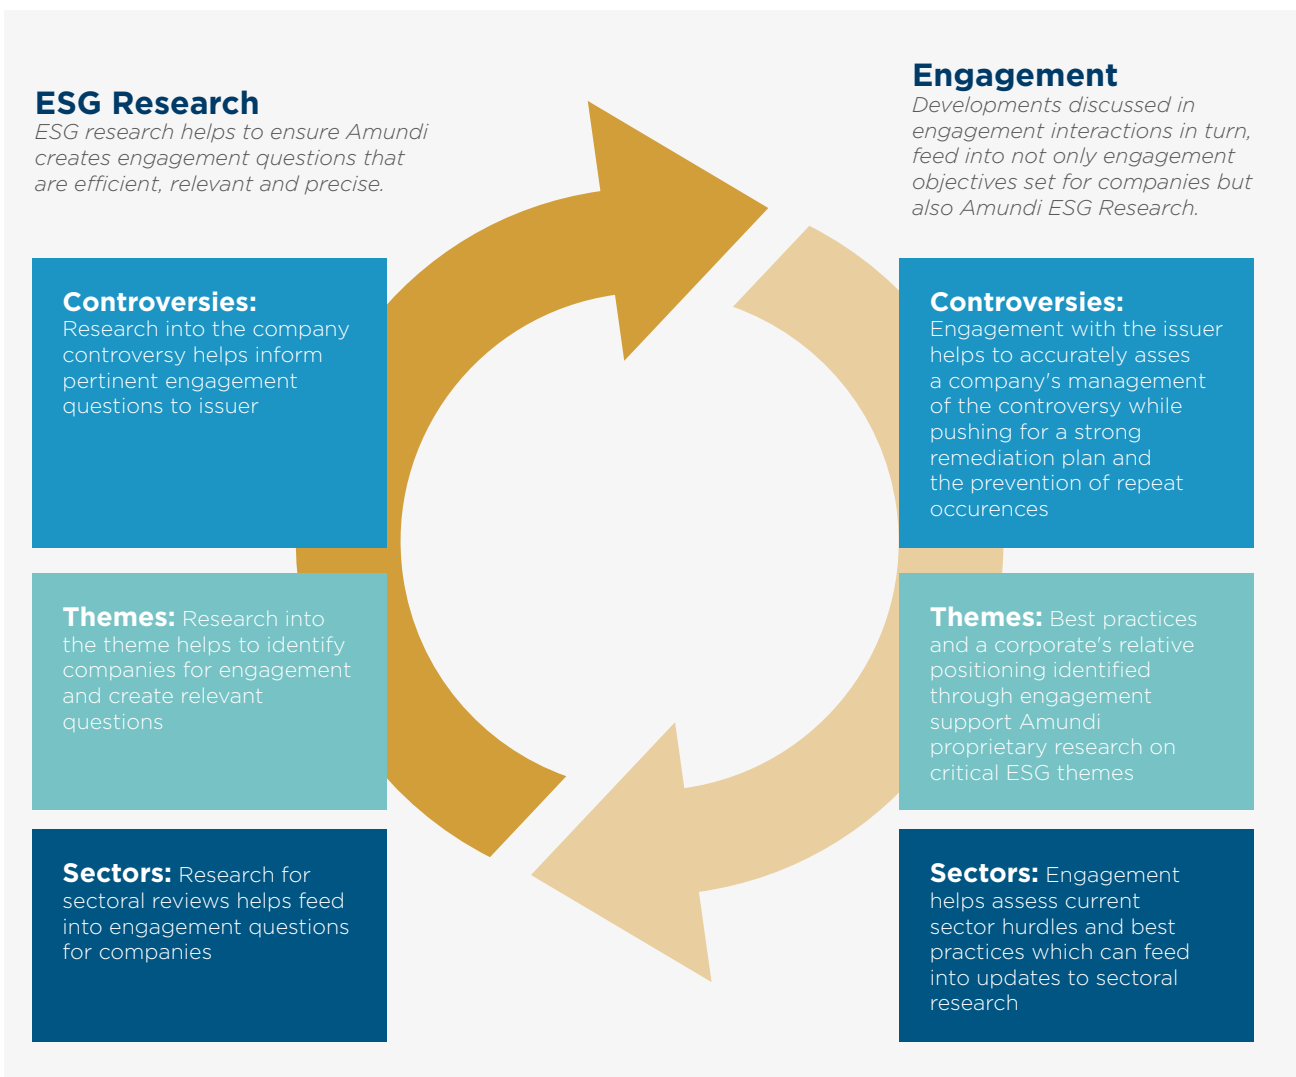 ESG Research
ESG research helps to ensure Amundi
creates engagement questions that
are efficient, relevant and precise.
Controversies:
Research into the company
controversy helps inform
pertinent engagement
questions to issuer
Themes: Research into
the theme helps to identify
companies for engagement
and create relevant
questions
Sectors: Research for
sectoral reviews helps feed
into engagement questions
for companies
Engagement
Developments discussed in
engagement interactions in turn,
feed into not only engagement
objectives set for companies but
also Amundi ESG Research.
Controversies:
Engagement with the issuer
helps to accurately asses
a company's management
of the controversy while
pushing for a strong
remediation plan and
the prevention of repeat
occurences
Themes: Best practices
and a corporate's relative
positioning identified
through engagement
support Amundi
proprietary research on
critical ESG themes
Sectors: Engagement
helps assess current
sector hurdles and best
practices which can feed
into updates to sectoral
research